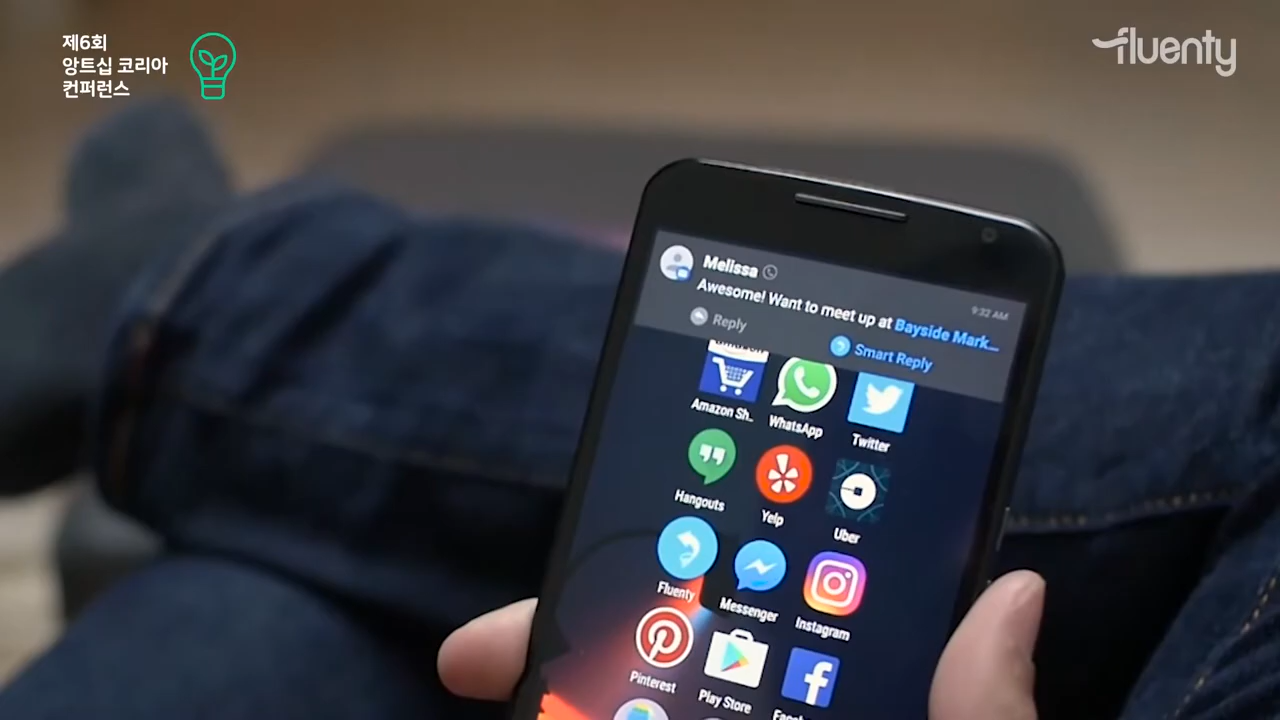 제6회
앙트십 코리아
컨퍼런스
fluenty
Melissa
9:32 AM
Awesome! Want to meet up at Bayside Mark...
Reply
Smart Reply
Amazon Sh..
WhatsApp
Twitter
Hangouts
Yelp
Uber
Fluenty
Messenger
Instagram
Pinterest
Play Store